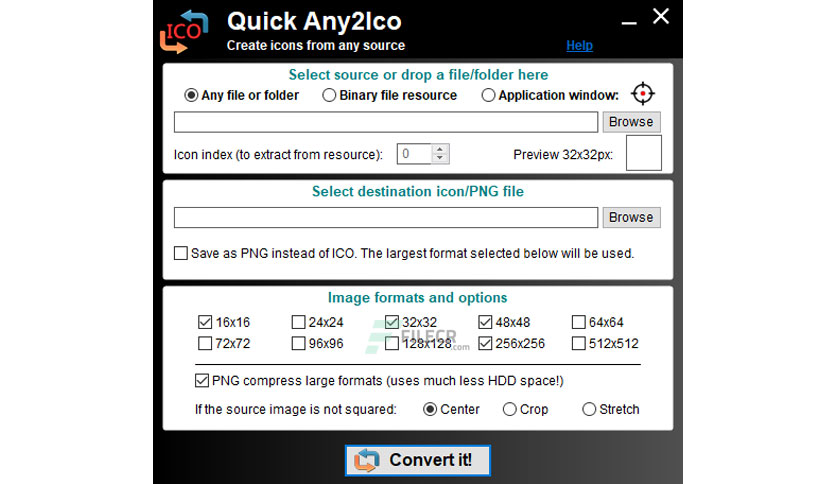 ICO
Quick Any2Ico
Create icons from any source
Help
Select source or drop a file/folder here
Any file or folder Binary file resource Application window:
Browse
Icon index (to extract from resource): 0 Preview 32x32px:
Select destination icon/PNG file
Browse
Save as PNG instead of ICO. The largest format selected below will be used.
Image formats and options
16x16 24x24 32x32 48x48 64x64
72x72 96x96 128x128 256x256 512x512
FILECR
.com
PNG compress large formats (uses much less HDD space!)
If the source image is not squared: Center Crop Stretch
Convert it!